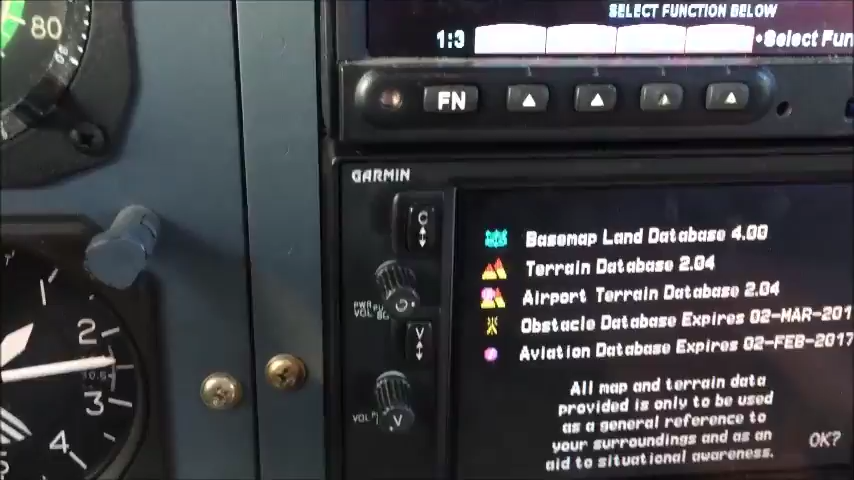 SELECT FUNCTION BELOW
1:3
•Select Fun
80
FN
GARMIN
C
Basemap Land Database 4.00
Terrain Database 2.04
Airport Terrain Database 2.04
Obstacle Database Expires 02-MAR-201
Aviation Database Expires 02-FEB-2017
PWR
VOL
V
VOL
V
All map and terrain data
provided is only to be used
as a general reference to
your surroundings and as an
aid to situational awareness.
OK?
1
2
3
4